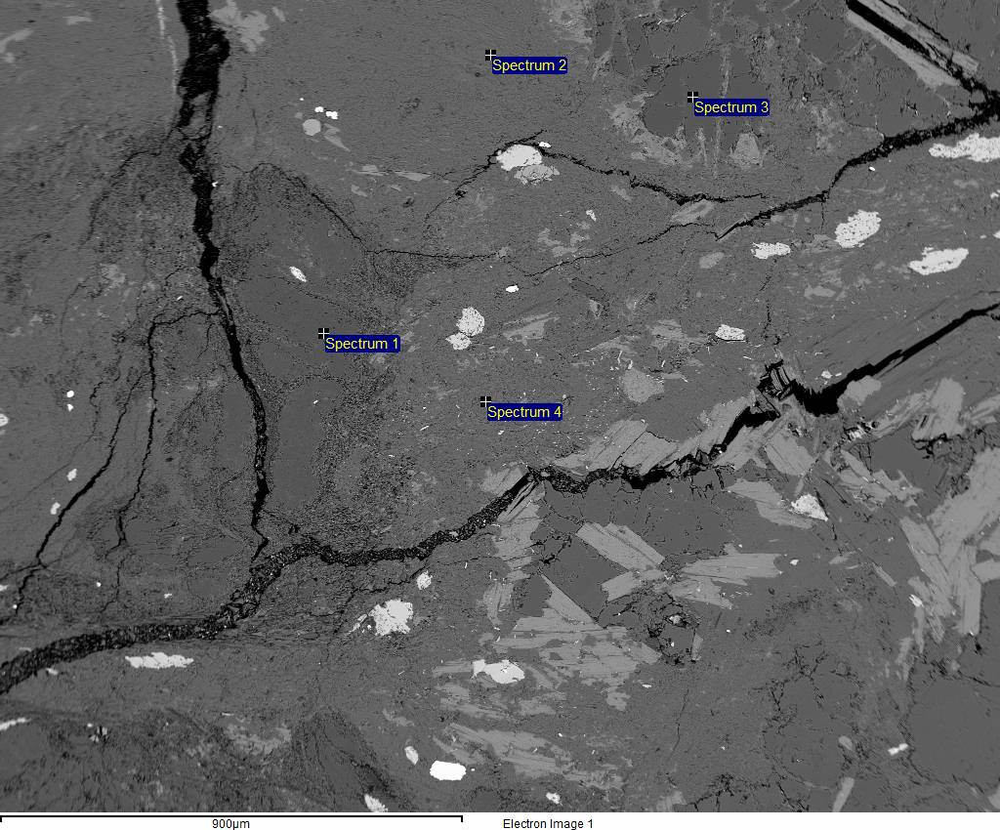 Spectrum 2
Spectrum 3
Spectrum 1
Spectrum 4
900µm
Electron Image 1